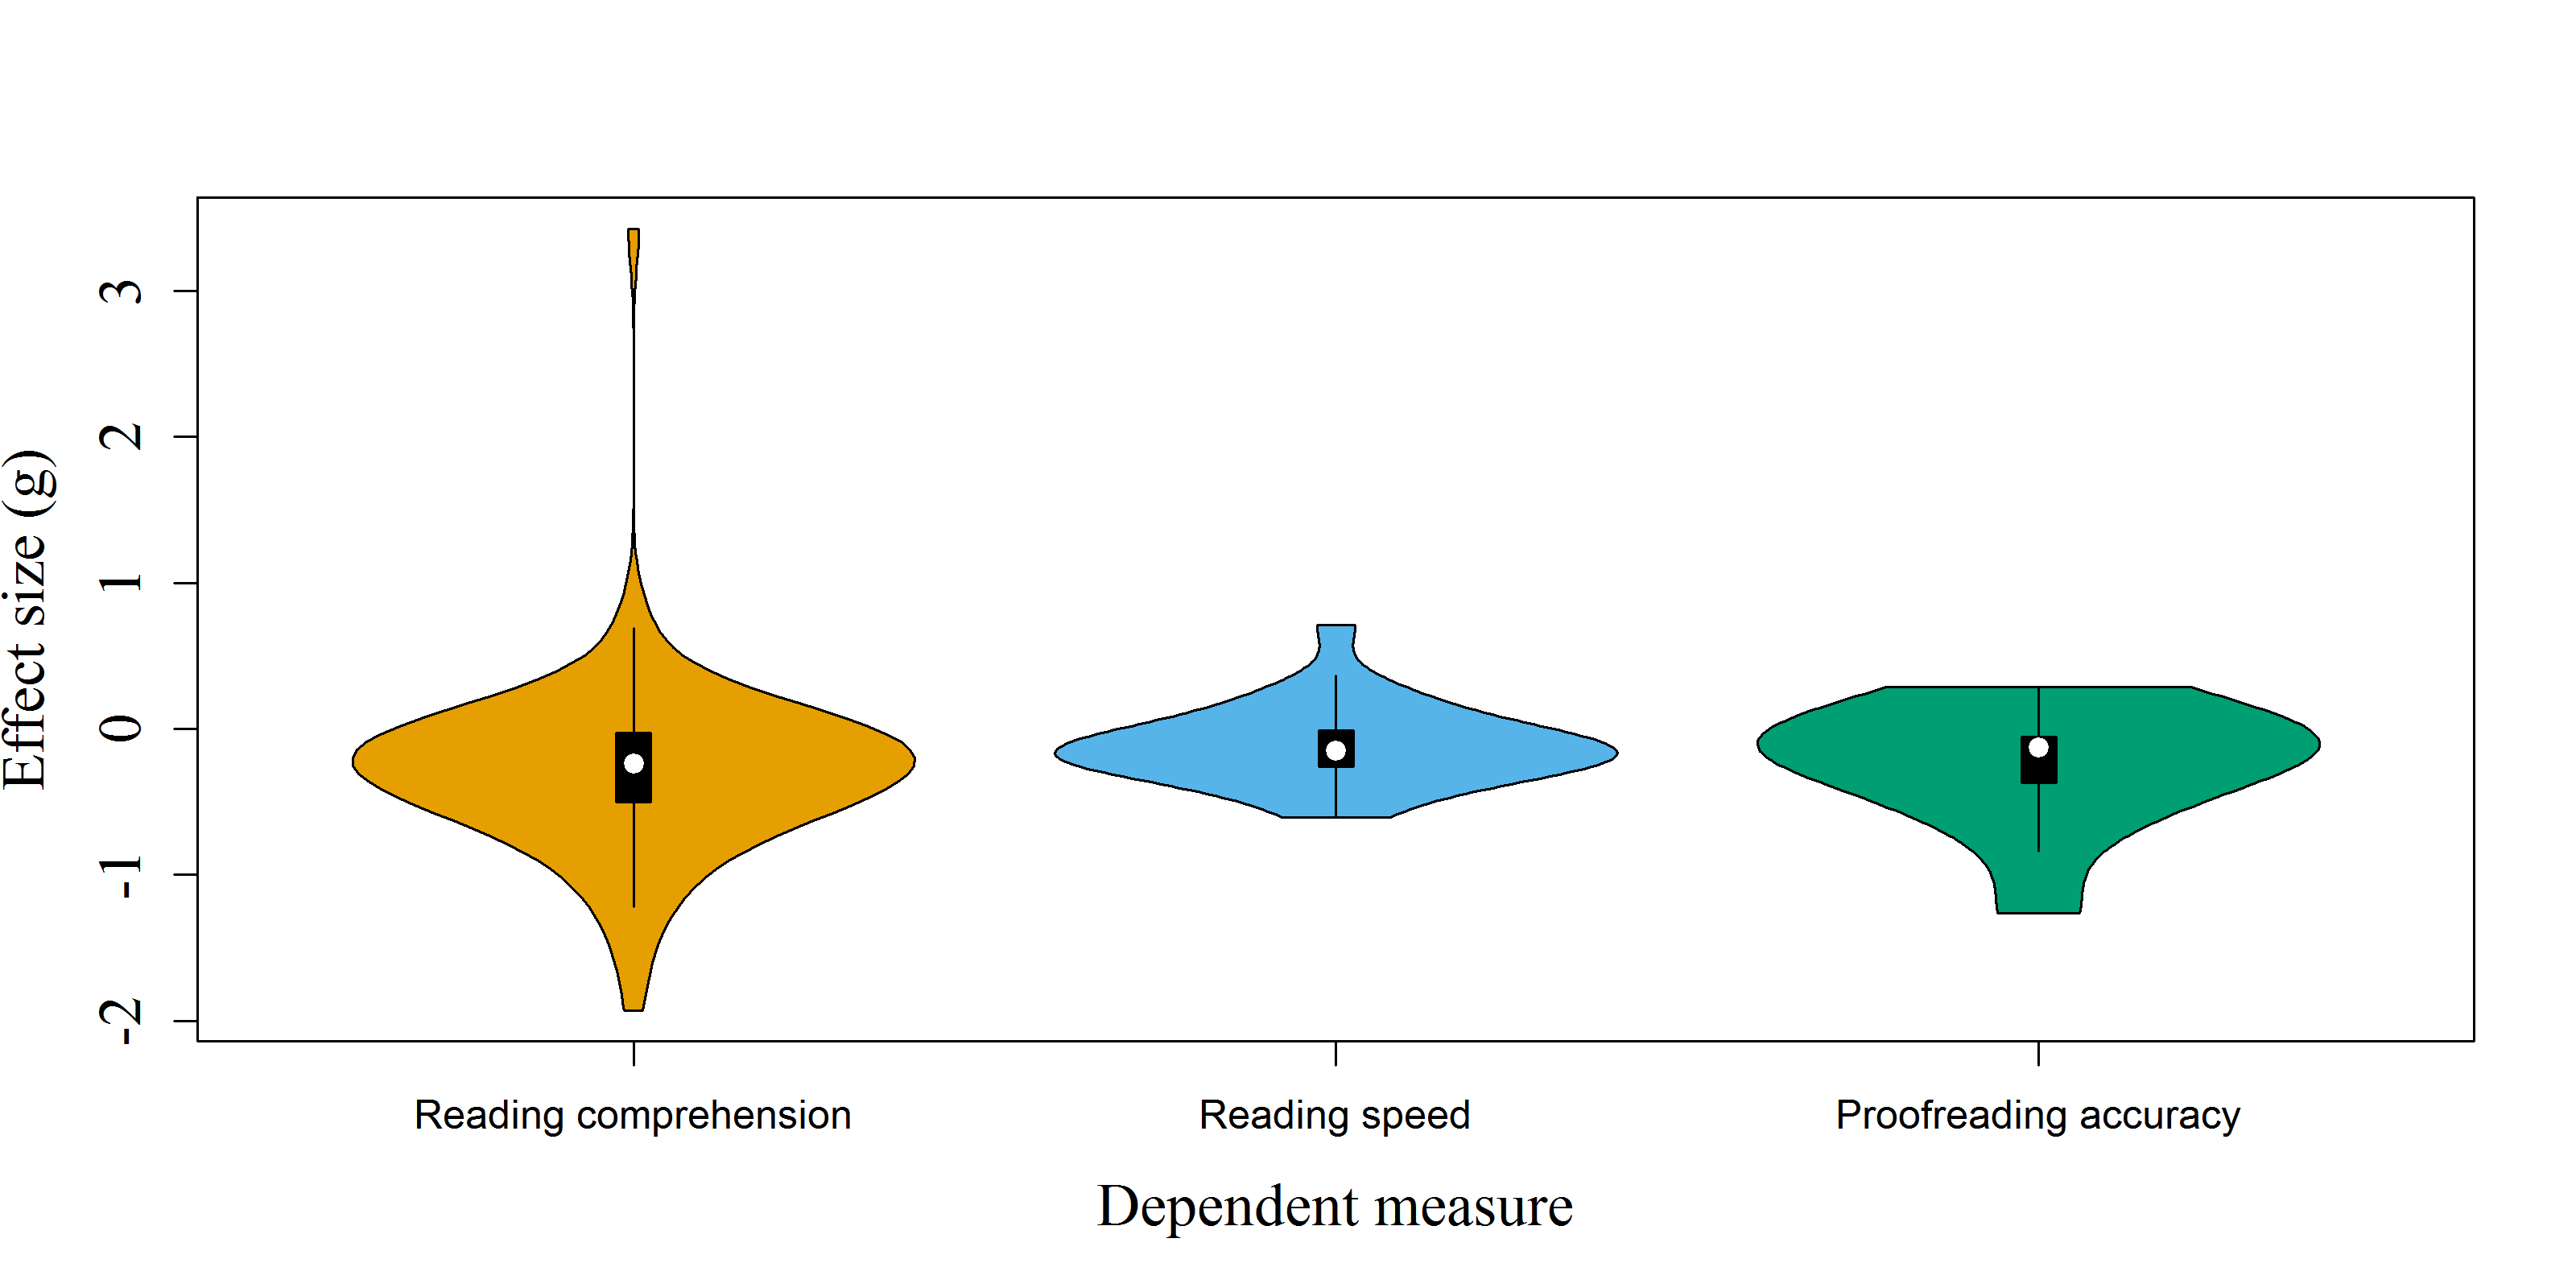 Effect size (g)
3
2
1
0
-1
-2
Reading comprehension
Reading speed
Proofreading accuracy
Dependent measure